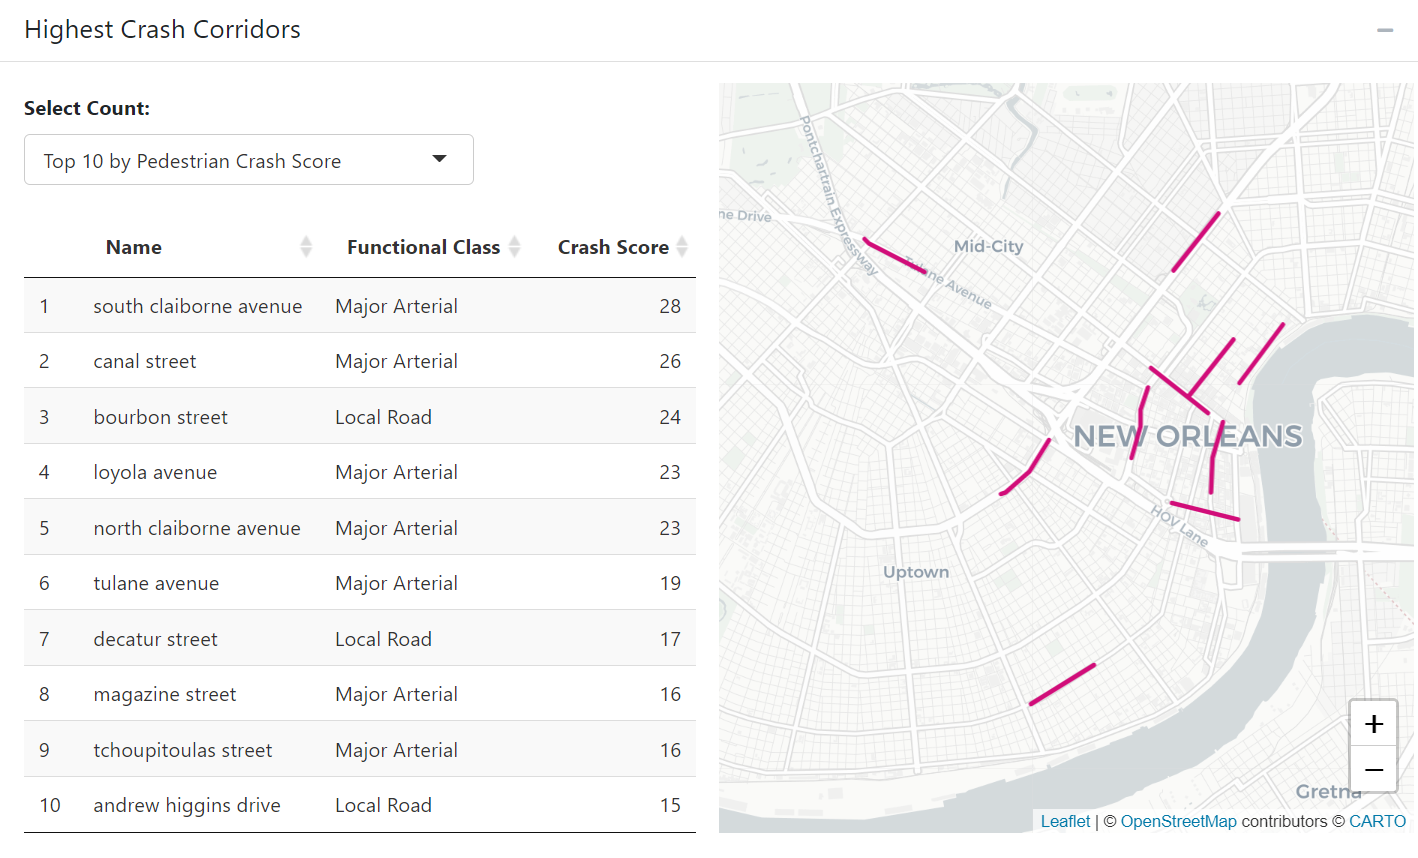 Highest Crash Corridors
Select Count:
Top 10 by Pedestrian Crash Score
Name Functional Class Crash Score
1 south claiborne avenue Major Arterial 28
2 canal street Major Arterial 26
3 bourbon street Local Road 24
4 loyola avenue Major Arterial 23
5 north claiborne avenue Major Arterial 23
6 tulane avenue Major Arterial 19
7 decatur street Local Road 17
8 magazine street Major Arterial 16
9 tchoupitoulas street Major Arterial 16
10 andrew higgins drive Local Road 15
Pontchartrain Expressway
ne Drive
Mid-City
Tulane Avenue
NEW ORLEANS
HOV Lane
Uptown
+
−
Gretna
Leaflet | © OpenStreetMap contributors © CARTO